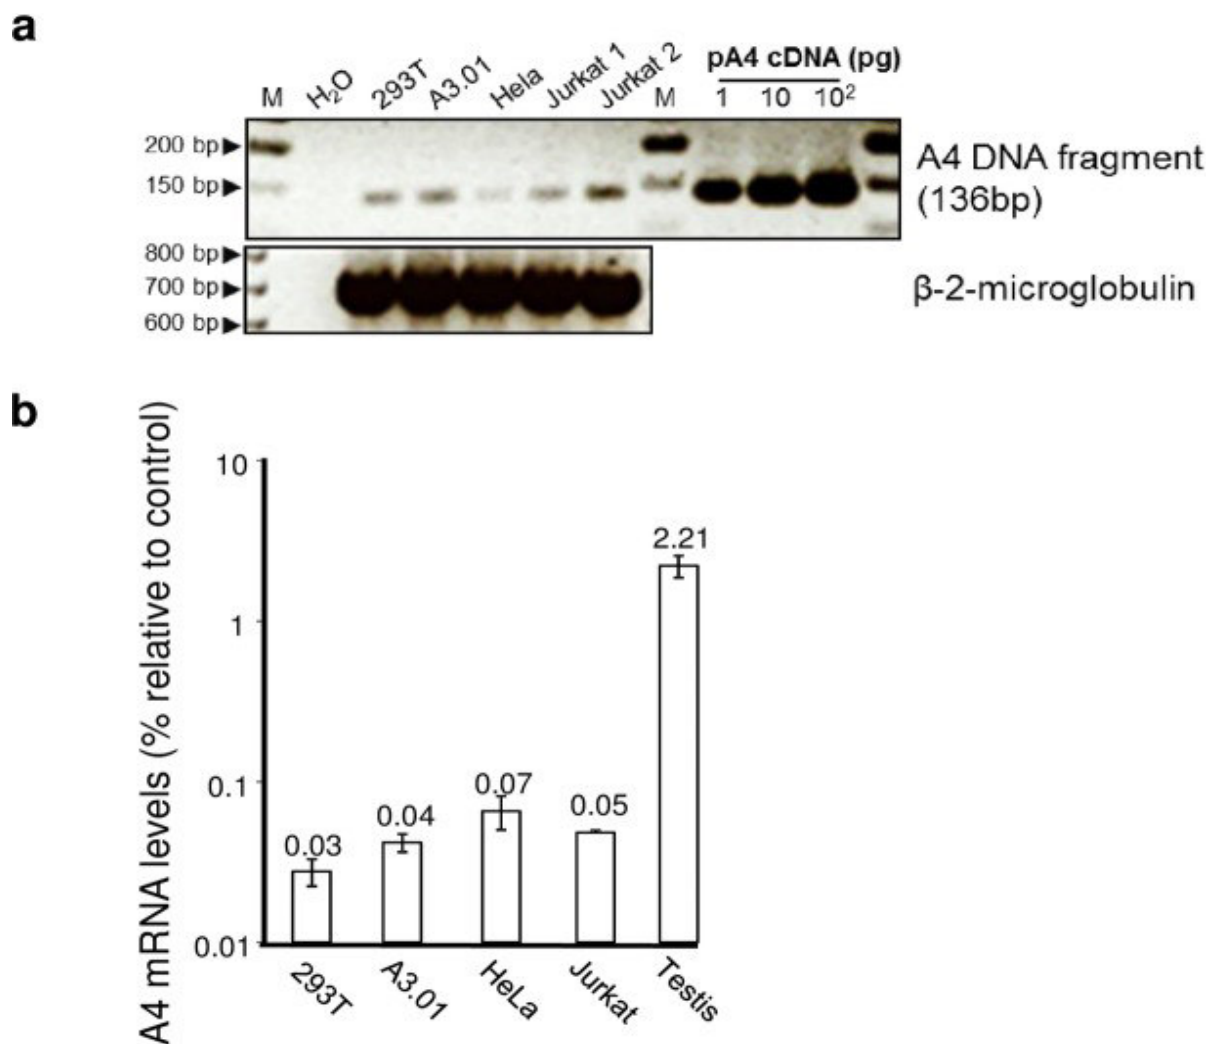 a
M H₂O 293T A3.01 Hela Jurkat 1 Jurkat 2 M
pA4 cDNA (pg)
1 10 10²
200 bp
150 bp
A4 DNA fragment
(136bp)
800 bp
700 bp
600 bp
β-2-microglobulin
b
A4 mRNA levels (% relative to control)
10
1
0.1
0.01
0.03
0.04
0.07
0.05
2.21
293T
A3.01
HeLa
Jurkat
Testis